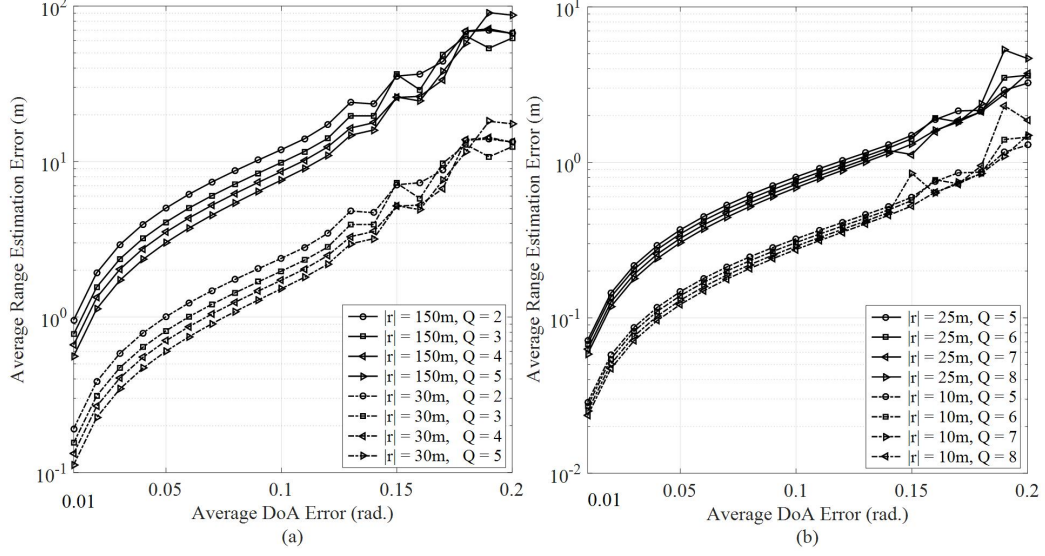 10^2
10^1
10^0
10^-1
Average Range Estimation Error (m)
0.01
0.05
0.1
0.15
0.2
Average DoA Error (rad.)
(a)
|r| = 150m, Q = 2
|r| = 150m, Q = 3
|r| = 150m, Q = 4
|r| = 150m, Q = 5
|r| = 30m, Q = 2
|r| = 30m, Q = 3
|r| = 30m, Q = 4
|r| = 30m, Q = 5
10^1
10^0
10^-1
10^-2
Average Range Estimation Error (m)
0.01
0.05
0.1
0.15
0.2
Average DoA Error (rad.)
(b)
|r| = 25m, Q = 5
|r| = 25m, Q = 6
|r| = 25m, Q = 7
|r| = 25m, Q = 8
|r| = 10m, Q = 5
|r| = 10m, Q = 6
|r| = 10m, Q = 7
|r| = 10m, Q = 8